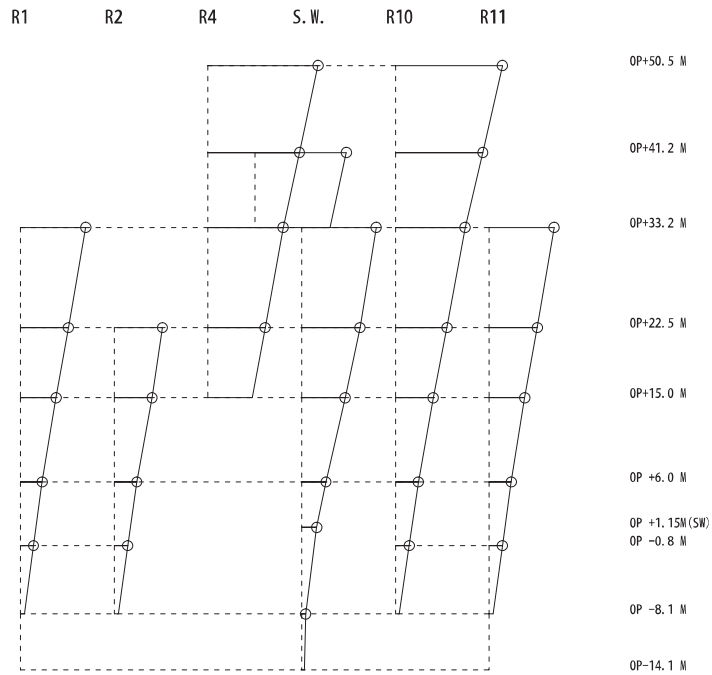 R1 R2 R4 S. W. R10 R11
OP+50.5 M
OP+41.2 M
OP+33.2 M
OP+22.5 M
OP+15.0 M
OP +6.0 M
OP +1.15M(SW)
OP -0.8 M
OP -8.1 M
OP-14.1 M